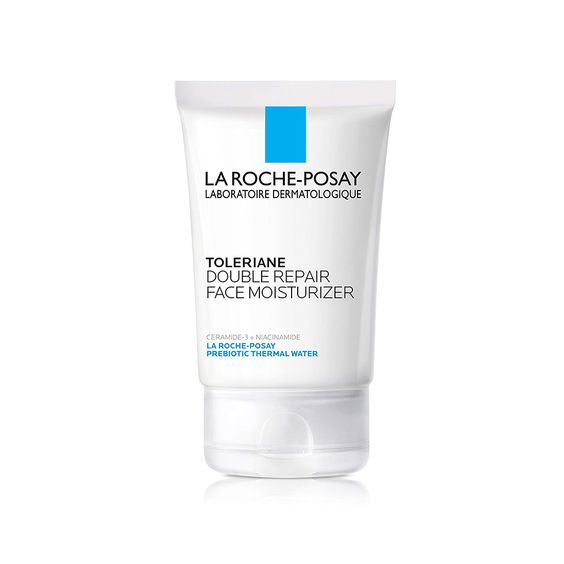 LA ROCHE-POSAY
LABORATOIRE DERMATOLOGIQUE
TOLERIANE
DOUBLE REPAIR
FACE MOISTURIZER
CERAMIDE-3 + NIACINAMIDE
LA ROCHE-POSAY
PREBIOTIC THERMAL WATER